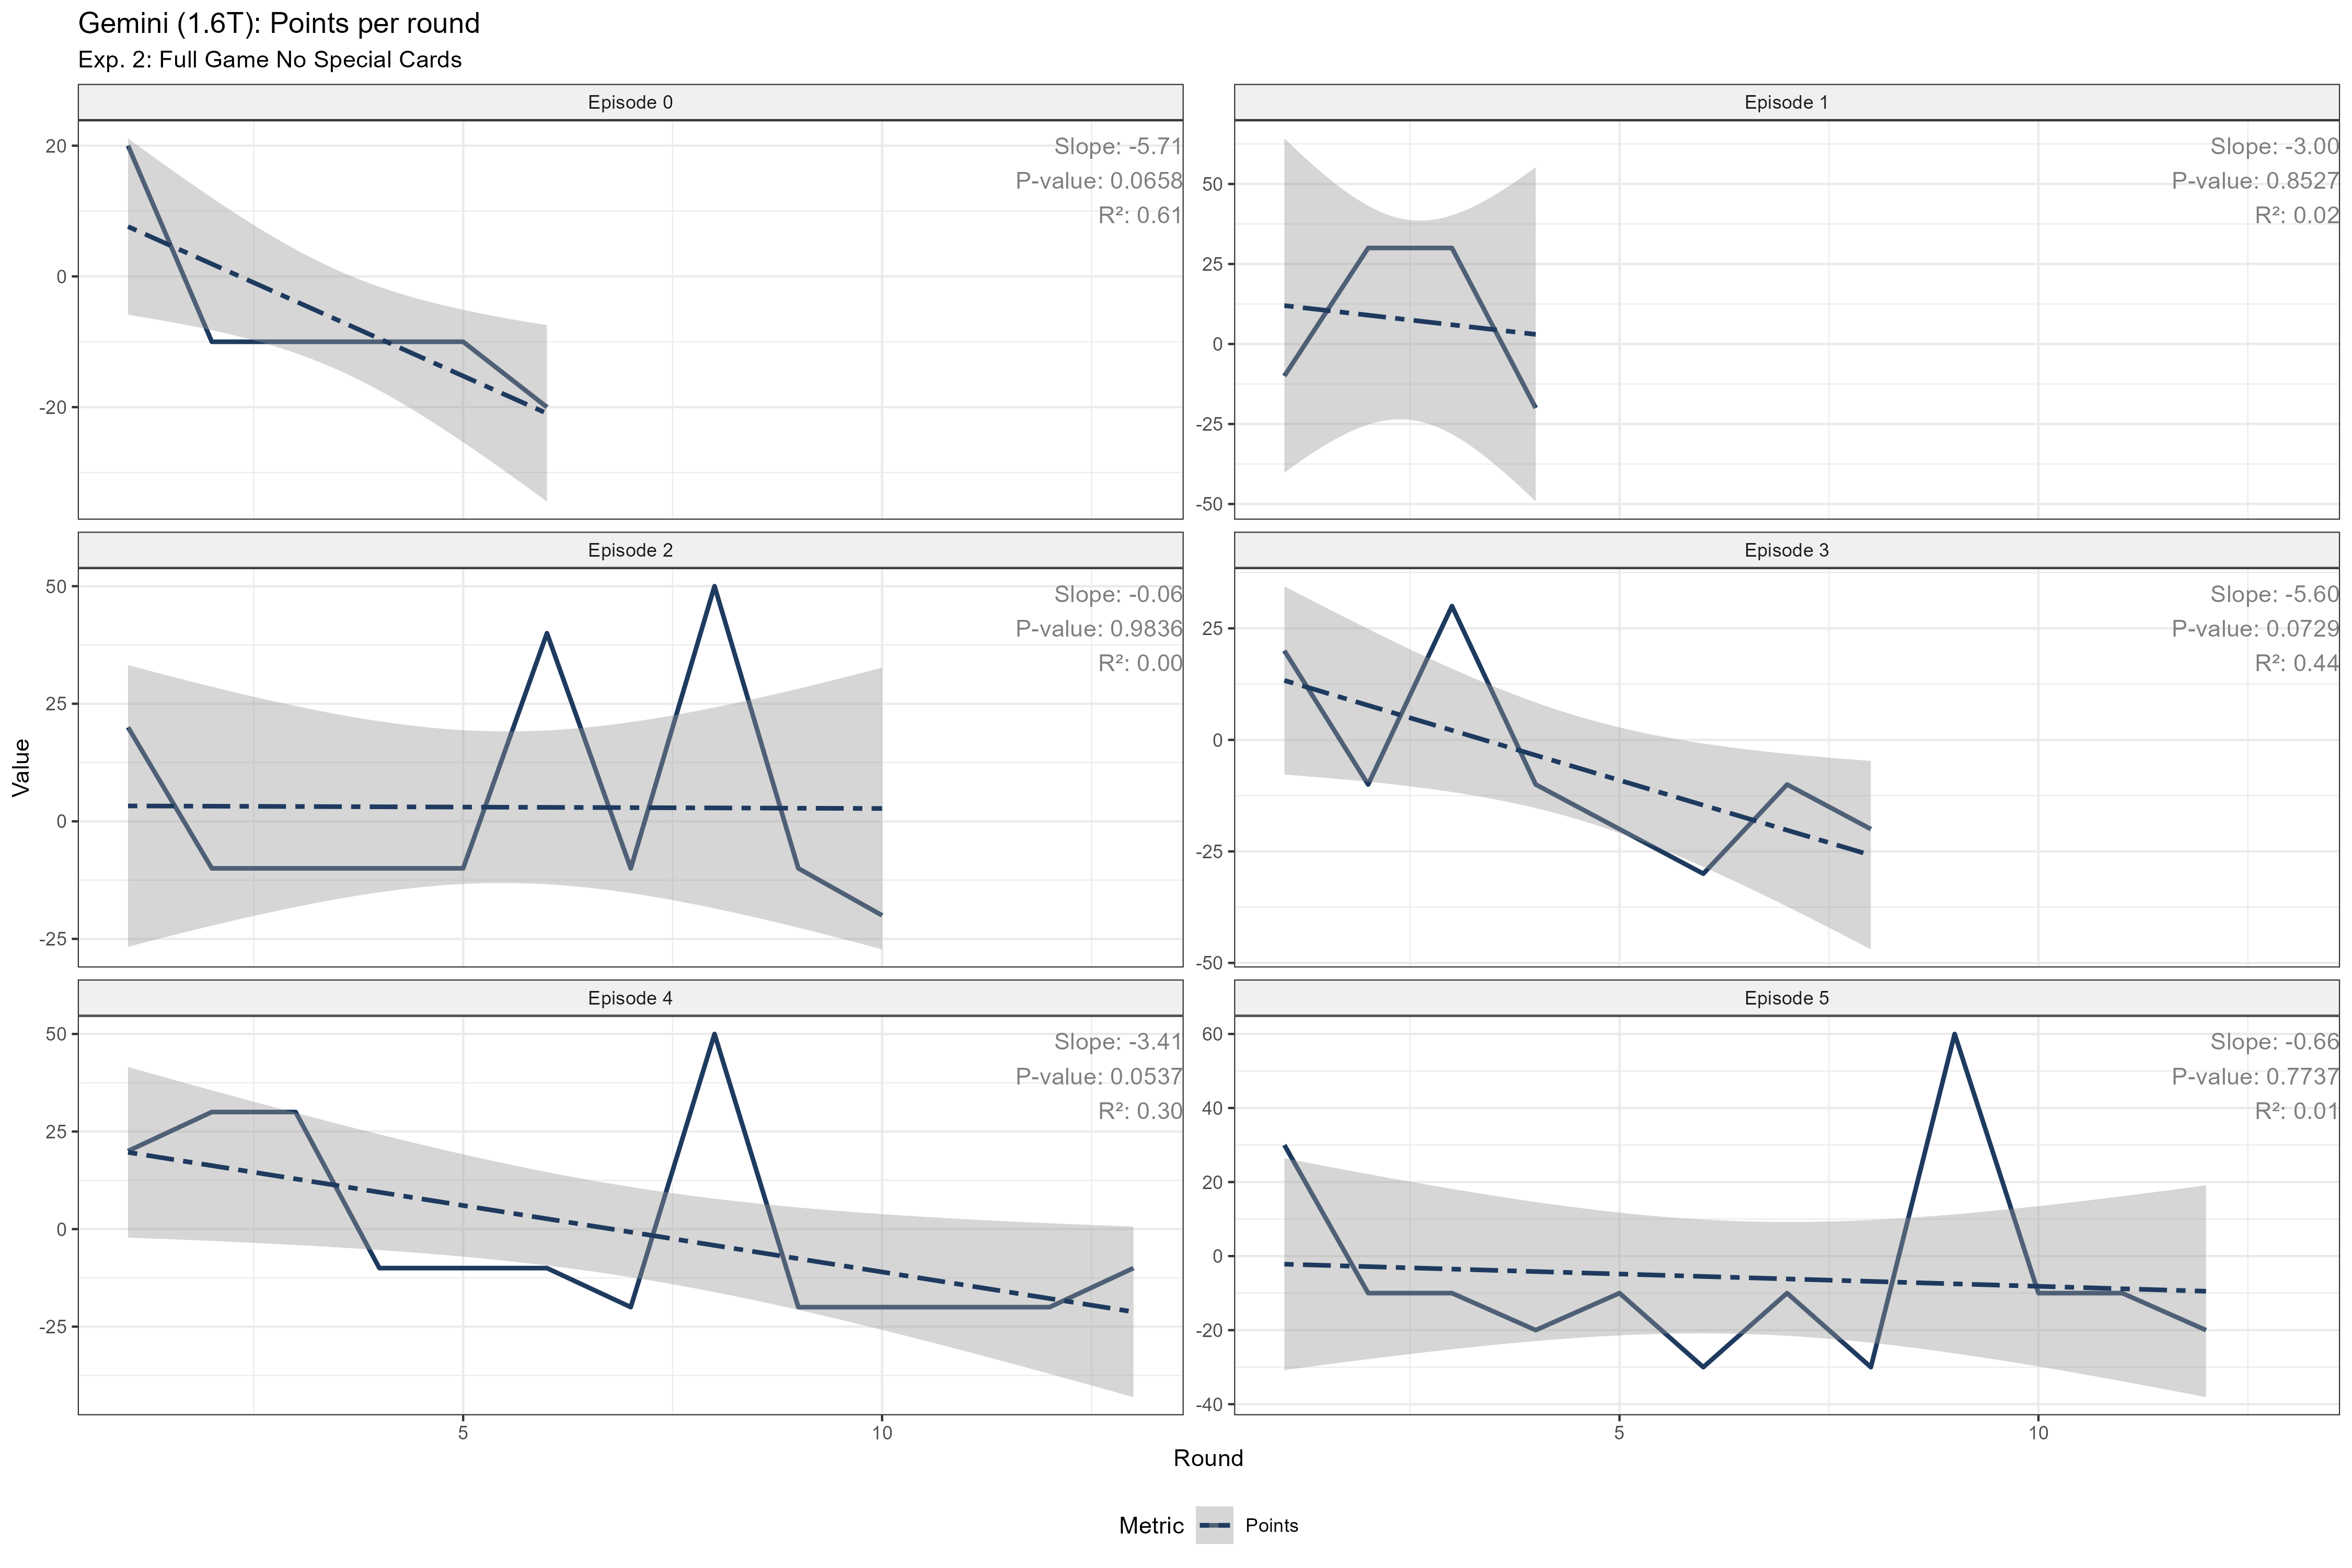 Gemini (1.6T): Points per round
Exp. 2: Full Game No Special Cards
Episode 0
20
0
-20
Slope: -5.71
P-value: 0.0658
R²: 0.61
Episode 1
50
25
0
-25
-50
Slope: -3.00
P-value: 0.8527
R²: 0.02
Episode 2
50
25
0
-25
Slope: -0.06
P-value: 0.9836
R²: 0.00
Episode 3
25
0
-25
-50
Slope: -5.60
P-value: 0.0729
R²: 0.44
Episode 4
50
25
0
-25
Slope: -3.41
P-value: 0.0537
R²: 0.30
5
10
Episode 5
60
40
20
0
-20
-40
Slope: -0.66
P-value: 0.7737
R²: 0.01
5
10
Value
Round
Metric
Points